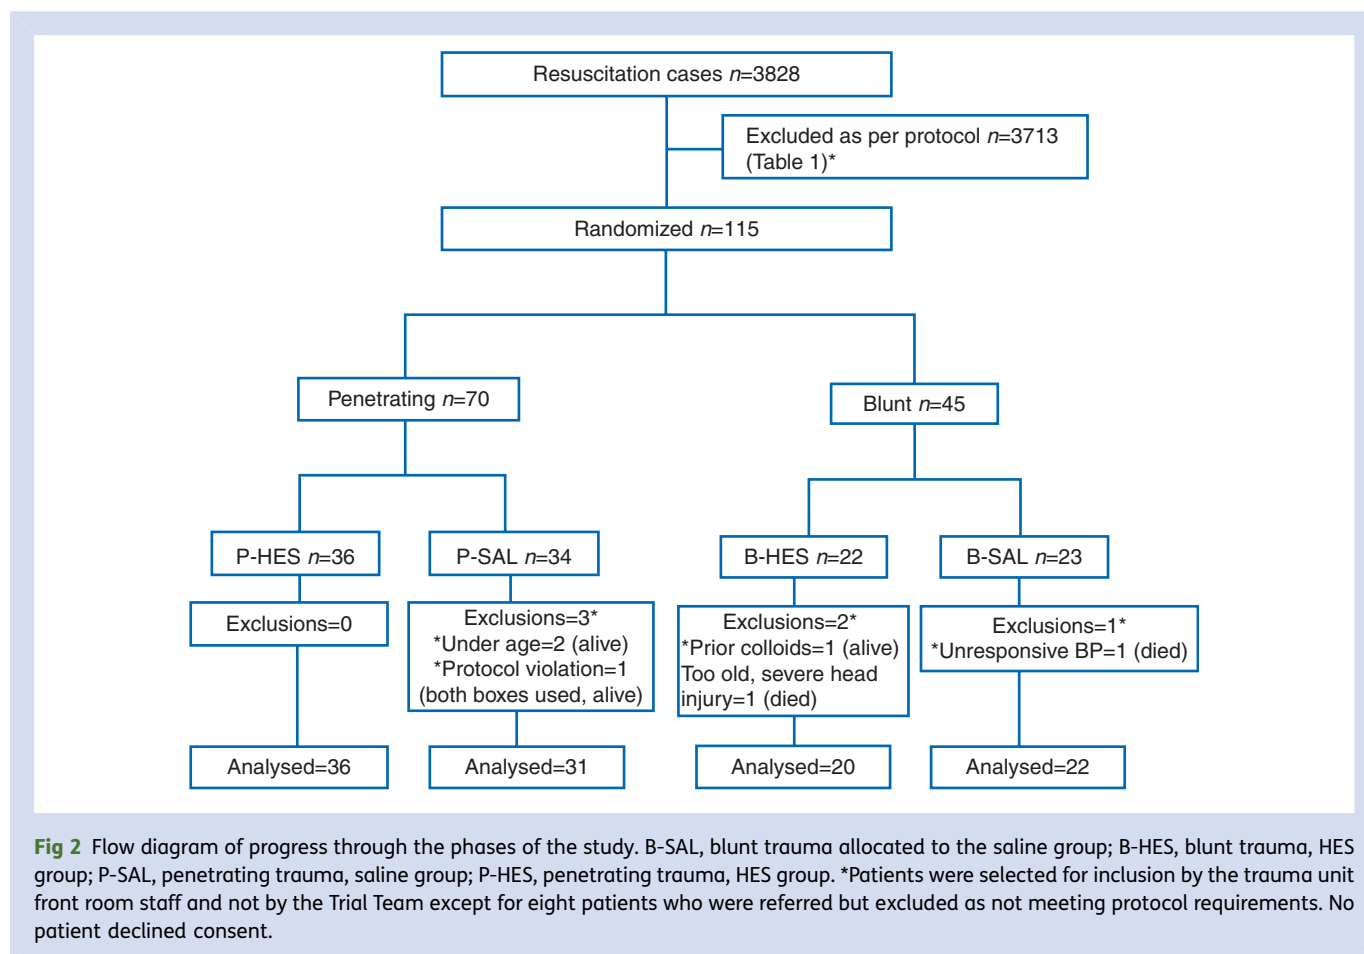 Resuscitation cases n=3828
Excluded as per protocol n=3713
(Table 1)*
Randomized n=115
Penetrating n=70
Blunt n=45
P-HES n=36
P-SAL n=34
B-HES n=22
B-SAL n=23
Exclusions=0
Exclusions=3*
*Under age=2 (alive)
*Protocol violation=1
(both boxes used, alive)
Exclusions=2*
*Prior colloids=1 (alive)
Too old, severe head
injury=1 (died)
Exclusions=1*
*Unresponsive BP=1 (died)
Analysed=36
Analysed=31
Analysed=20
Analysed=22
Fig 2 Flow diagram of progress through the phases of the study. B-SAL, blunt trauma allocated to the saline group; B-HES, blunt trauma, HES
group; P-SAL, penetrating trauma, saline group; P-HES, penetrating trauma, HES group. *Patients were selected for inclusion by the trauma unit
front room staff and not by the Trial Team except for eight patients who were referred but excluded as not meeting protocol requirements. No
patient declined consent.